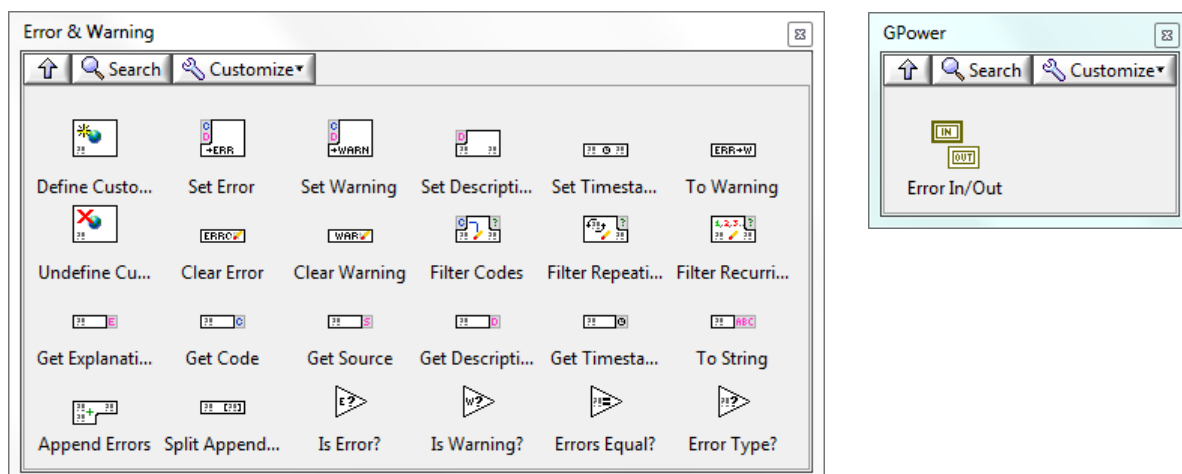 Error & Warning
Search Customize
Define Custo... Set Error Set Warning Set Descripti... Set Timesta... To Warning
Undefine Cu... Clear Error Clear Warning Filter Codes Filter Repeati... Filter Recurri...
Get Explanati... Get Code Get Source Get Descripti... Get Timesta... To String
Append Errors Split Append... Is Error? Is Warning? Errors Equal? Error Type?
GPower
Search Customize
IN
OUT
Error In/Out